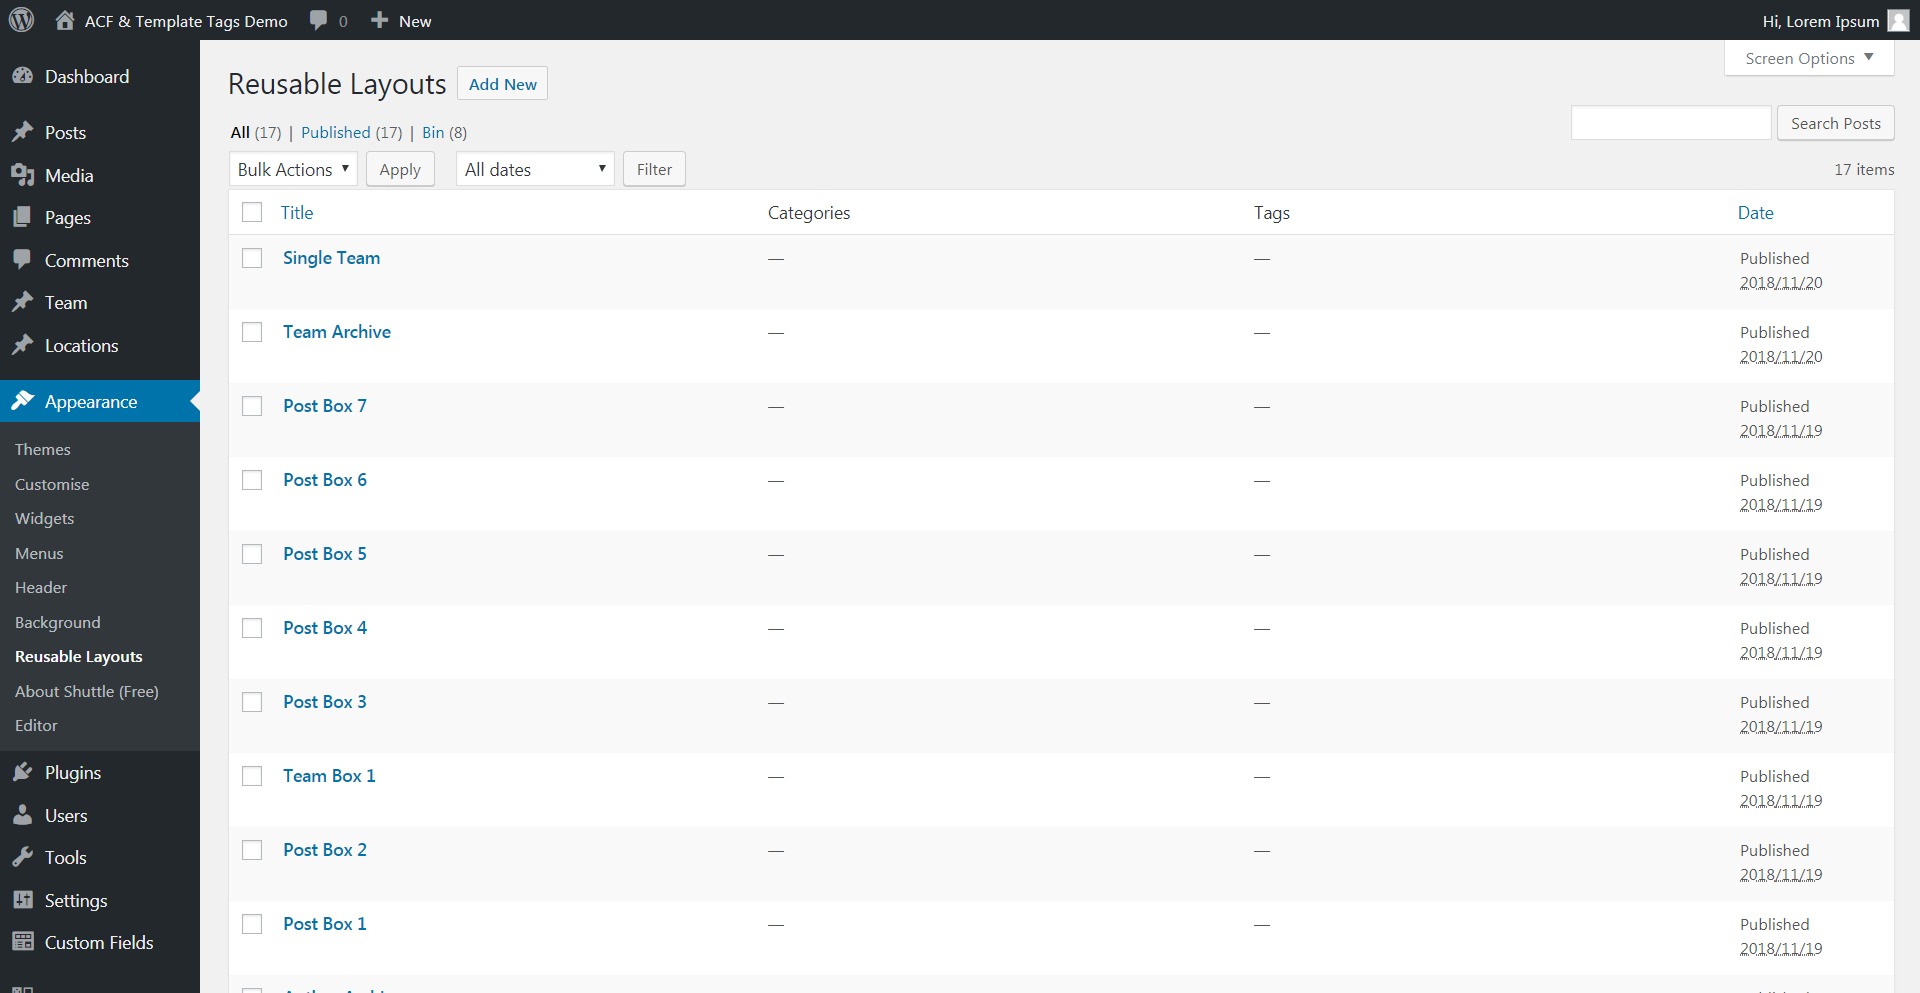 ACF & Template Tags Demo 0 New Hi, Lorem Ipsum
Dashboard
Posts
Media
Pages
Comments
Team
Locations
Appearance
Themes
Customise
Widgets
Menus
Header
Background
Reusable Layouts
About Shuttle (Free)
Editor
Plugins
Users
Tools
Settings
Custom Fields
Screen Options
Reusable Layouts Add New
All (17) | Published (17) | Bin (8)
Search Posts
Bulk Actions Apply All dates Filter 17 items
Title Categories Tags Date
Single Team — — Published
2018/11/20
Team Archive — — Published
2018/11/20
Post Box 7 — — Published
2018/11/19
Post Box 6 — — Published
2018/11/19
Post Box 5 — — Published
2018/11/19
Post Box 4 — — Published
2018/11/19
Post Box 3 — — Published
2018/11/19
Team Box 1 — — Published
2018/11/19
Post Box 2 — — Published
2018/11/19
Post Box 1 — — Published
2018/11/19